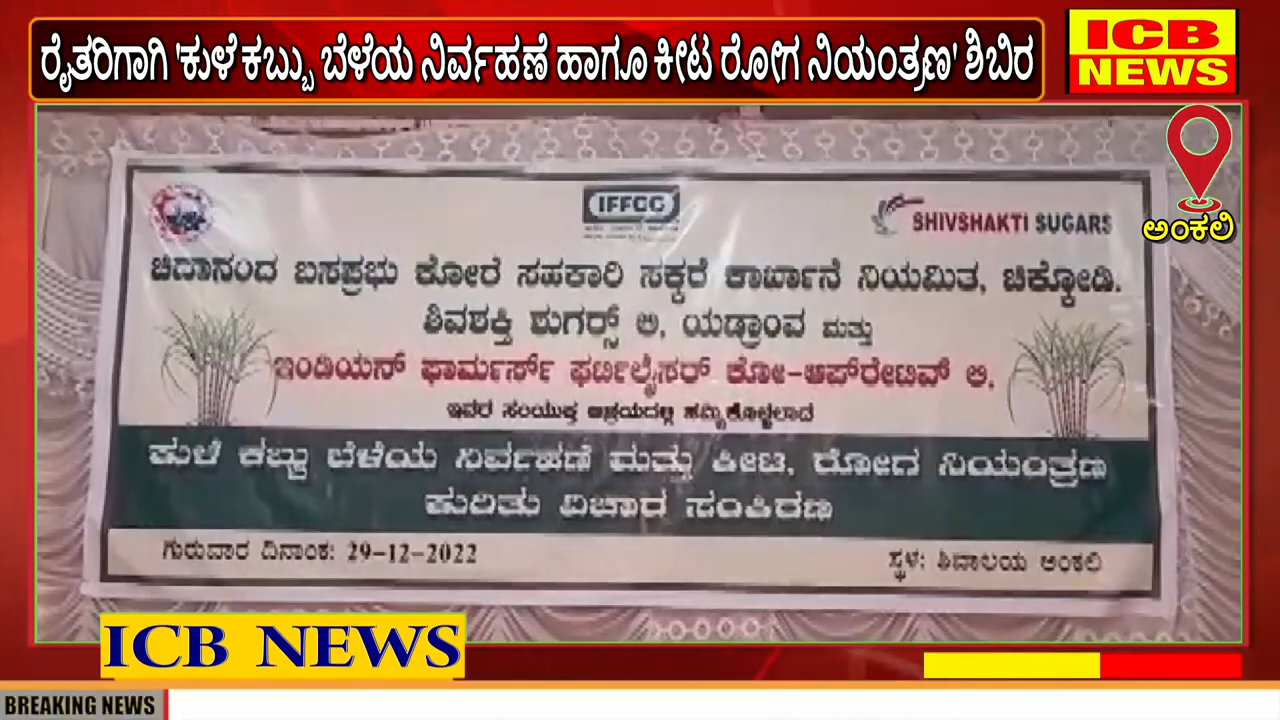 ರೈತರಿಗಾಗಿ 'ಕುಳೆ ಕಬ್ಬು ಬೆಳೆಯ ನಿರ್ವಹಣೆ ಹಾಗೂ ಕೀಟ ರೋಗ ನಿಯಂತ್ರಣ' ಶಿಬಿರ
ICB
NEWS
ಅಂಕಲಿ
IFFCO
SHIVSHAKTI SUGARS
ಚಿದಾನಂದ ಬಸಪ್ರಭು ಕೋರೆ ಸಹಕಾರಿ ಸಕ್ಕರೆ ಕಾರ್ಖಾನೆ ನಿಯಮಿತ, ಚಿಕ್ಕೋಡಿ.
ಶಿವಶಕ್ತಿ ಶುಗರ್ಸ್ ಲಿ, ಯಡ್ರಾಂವ ಮತ್ತು
ಇಂಡಿಯನ್ ಫಾರ್ಮರ್ಸ್ ಫರ್ಟಿಲೈಸರ್ ಕೋ-ಆಪ್‌ರೇಟಿವ್ ಲಿ.
ಇವರ ಸಂಯುಕ್ತ ಆಶ್ರಯದಲ್ಲಿ ಹಮ್ಮಿಕೊಳ್ಳಲಾದ
ಕುಳೆ ಕಬ್ಬು ಬೆಳೆಯ ನಿರ್ವಹಣೆ ಮತ್ತು ಕೀಟ, ರೋಗ ನಿಯಂತ್ರಣ
ಕುರಿತು ವಿಚಾರ ಸಂಕಿರಣ
ಗುರುವಾರ ದಿನಾಂಕ: 29-12-2022
ಸ್ಥಳ: ಶಿವಾಲಯ ಅಂಕಲಿ
ICB NEWS
BREAKING NEWS